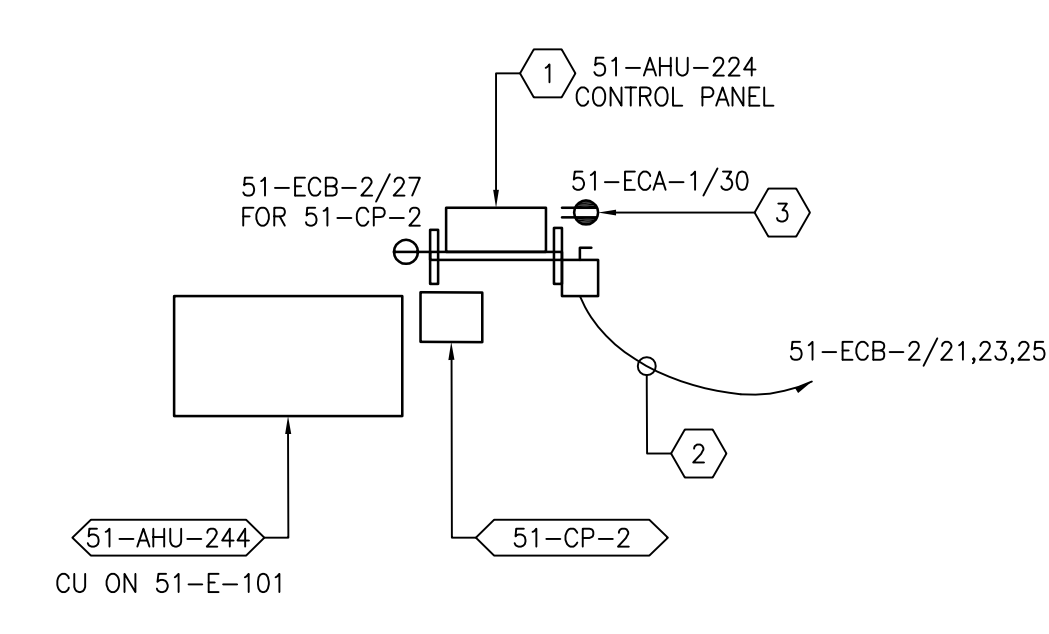 1
51-AHU-224
CONTROL PANEL
51-ECB-2/27
FOR 51-CP-2
51-ECA-1/30
3
51-ECB-2/21,23,25
2
51-AHU-244
51-CP-2
CU ON 51-E-101